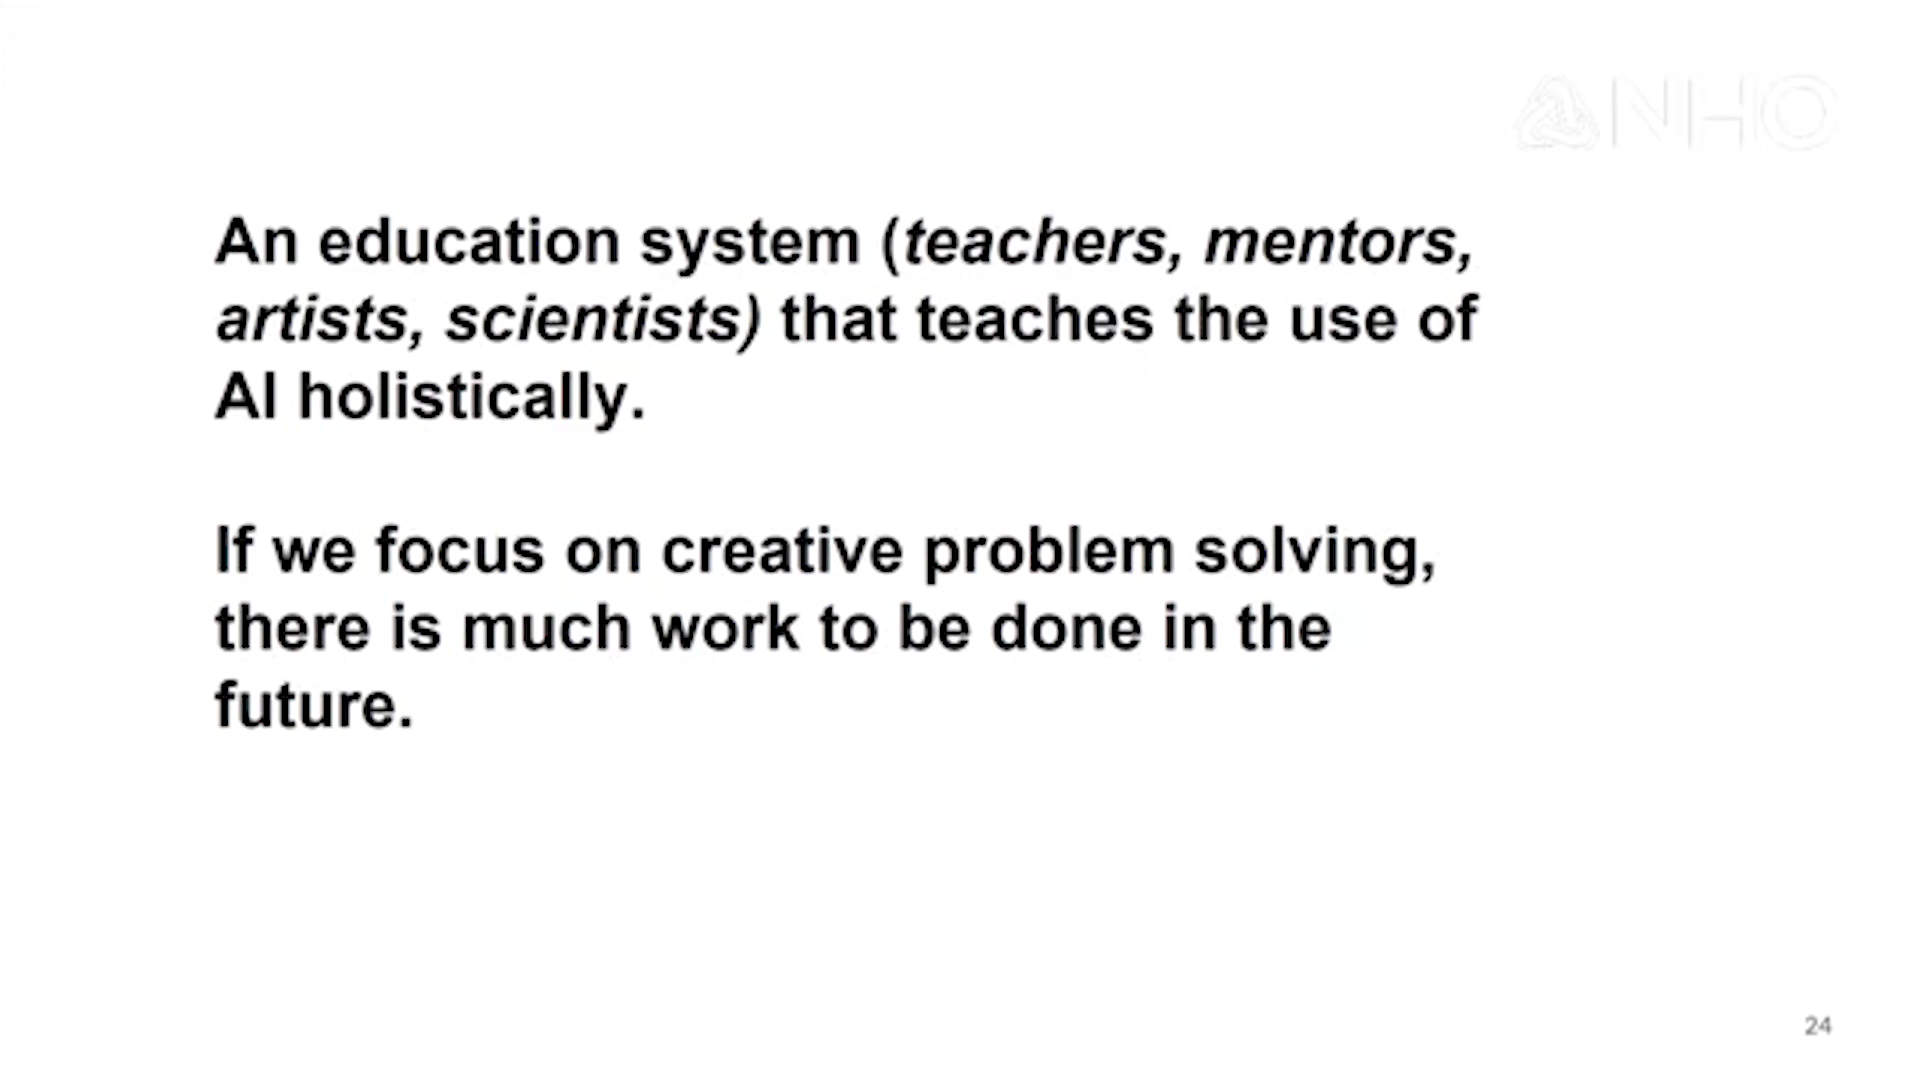 NHO
An education system (teachers, mentors,
artists, scientists) that teaches the use of
AI holistically.
If we focus on creative problem solving,
there is much work to be done in the
future.
24